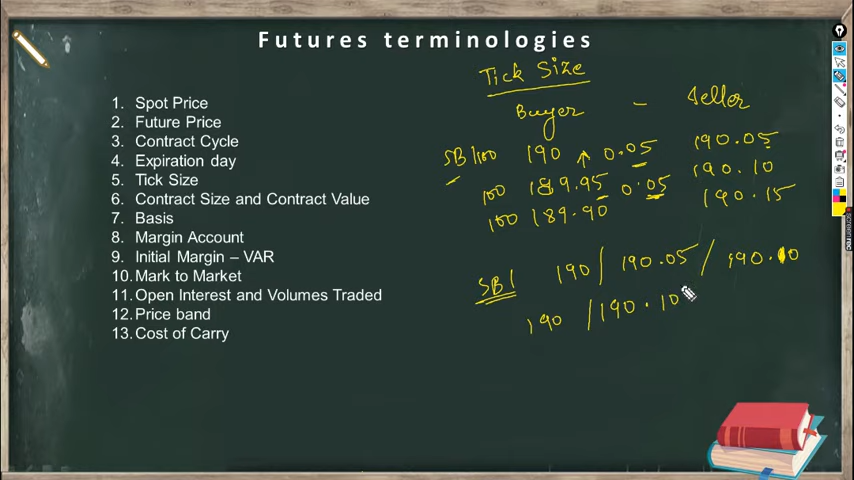 Futures terminologies
1. Spot Price
2. Future Price
3. Contract Cycle
4. Expiration day
5. Tick Size
6. Contract Size and Contract Value
7. Basis
8. Margin Account
9. Initial Margin – VAR
10. Mark to Market
11. Open Interest and Volumes Traded
12. Price band
13. Cost of Carry
Tick Size
Buyer - Seller
SBI 100 190 ↑ 0.05 190.05
100 189.95 0.05 190.10
100 189.90 190.15
SBI 190 / 190.05 / 190.10
190 / 190.10
screenrec